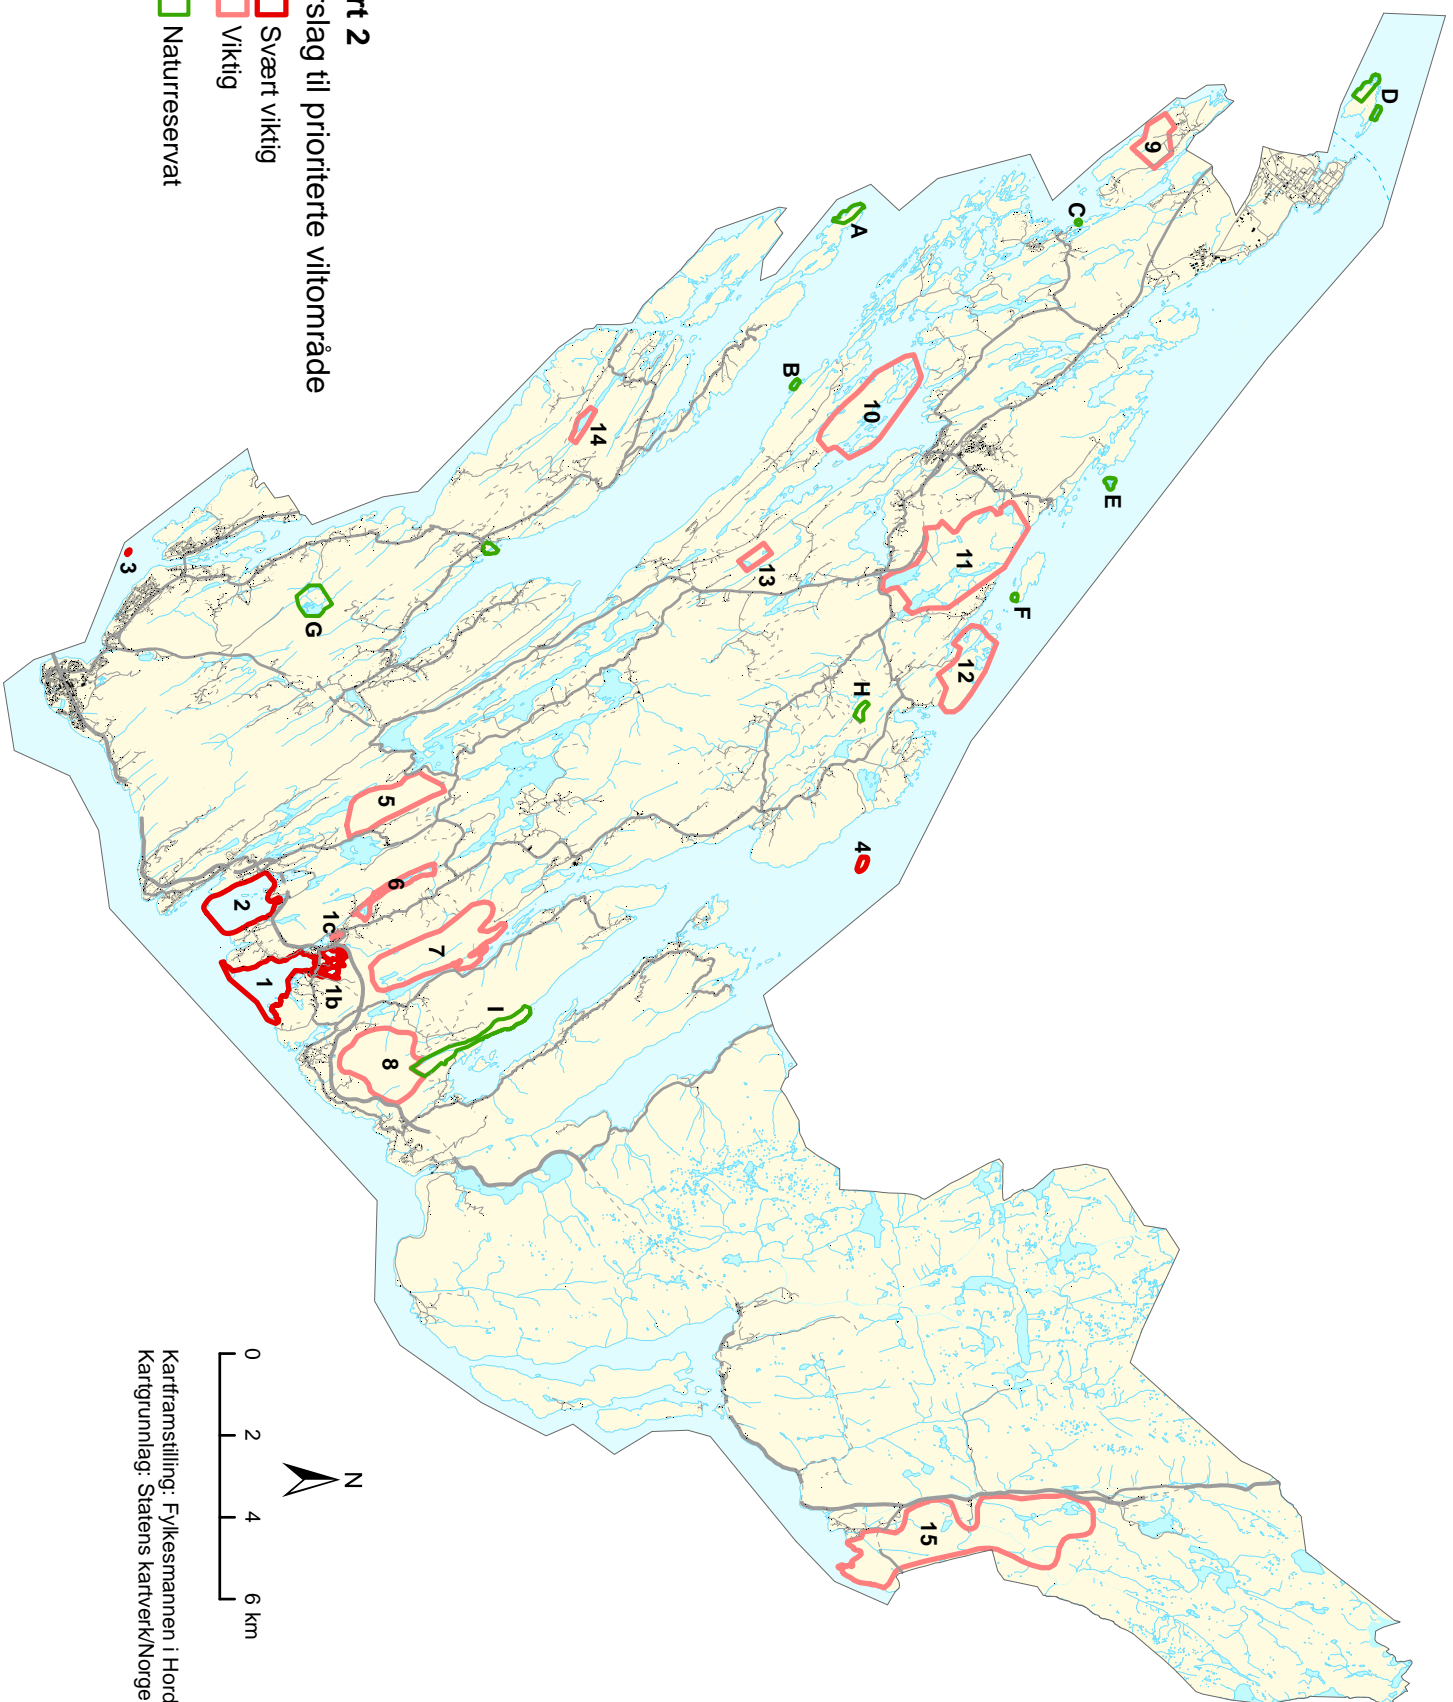 rt 2
rslag til prioriterte viltområde
Svært viktig
Viktig
Naturreservat
D
9
C
A
B
10
E
14
11
13
F
3
12
G
H
5
4
6
2
1c
7
1
1b
I
8
15
0 2 4 6 km
N
Kartframstilling: Fylkesmannen i Hord
Kartgrunnlag: Statens kartverk/Norge